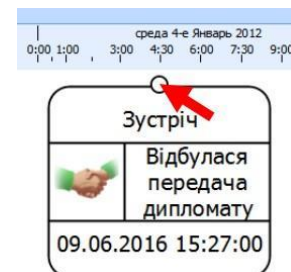 среда 4-е Январь 2012
0:00 1:00 3:00 4:30 6:00 7:30 9:00
Зустріч
Відбулася
передача
дипломату
09.06.2016 15:27:00